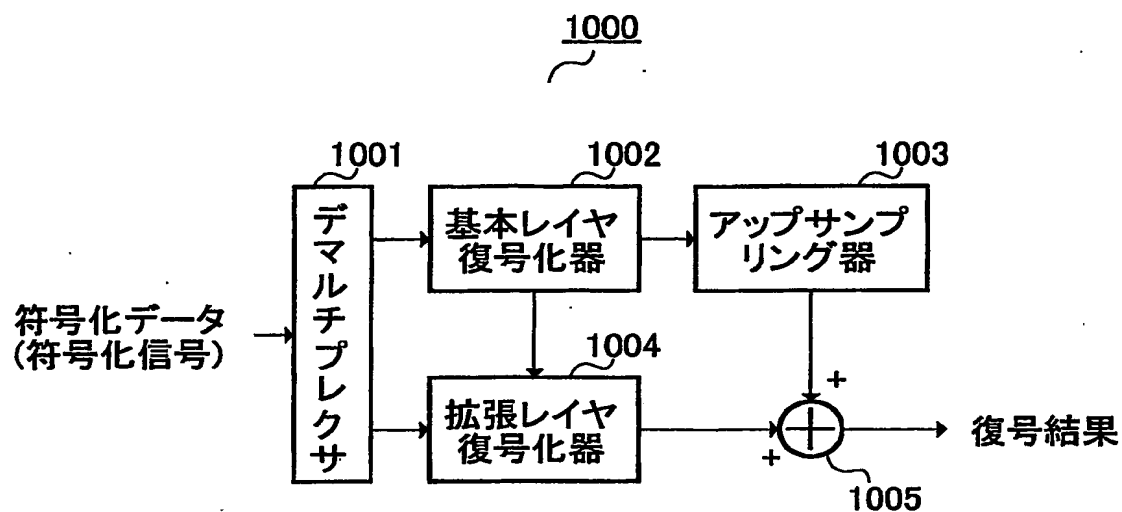 1000
1001
1002
1003
デマルチプレクサ
基本レイヤ
復号化器
アップサンプ
リング器
符号化データ
(符号化信号)
1004
拡張レイヤ
復号化器
+
+
復号結果
1005